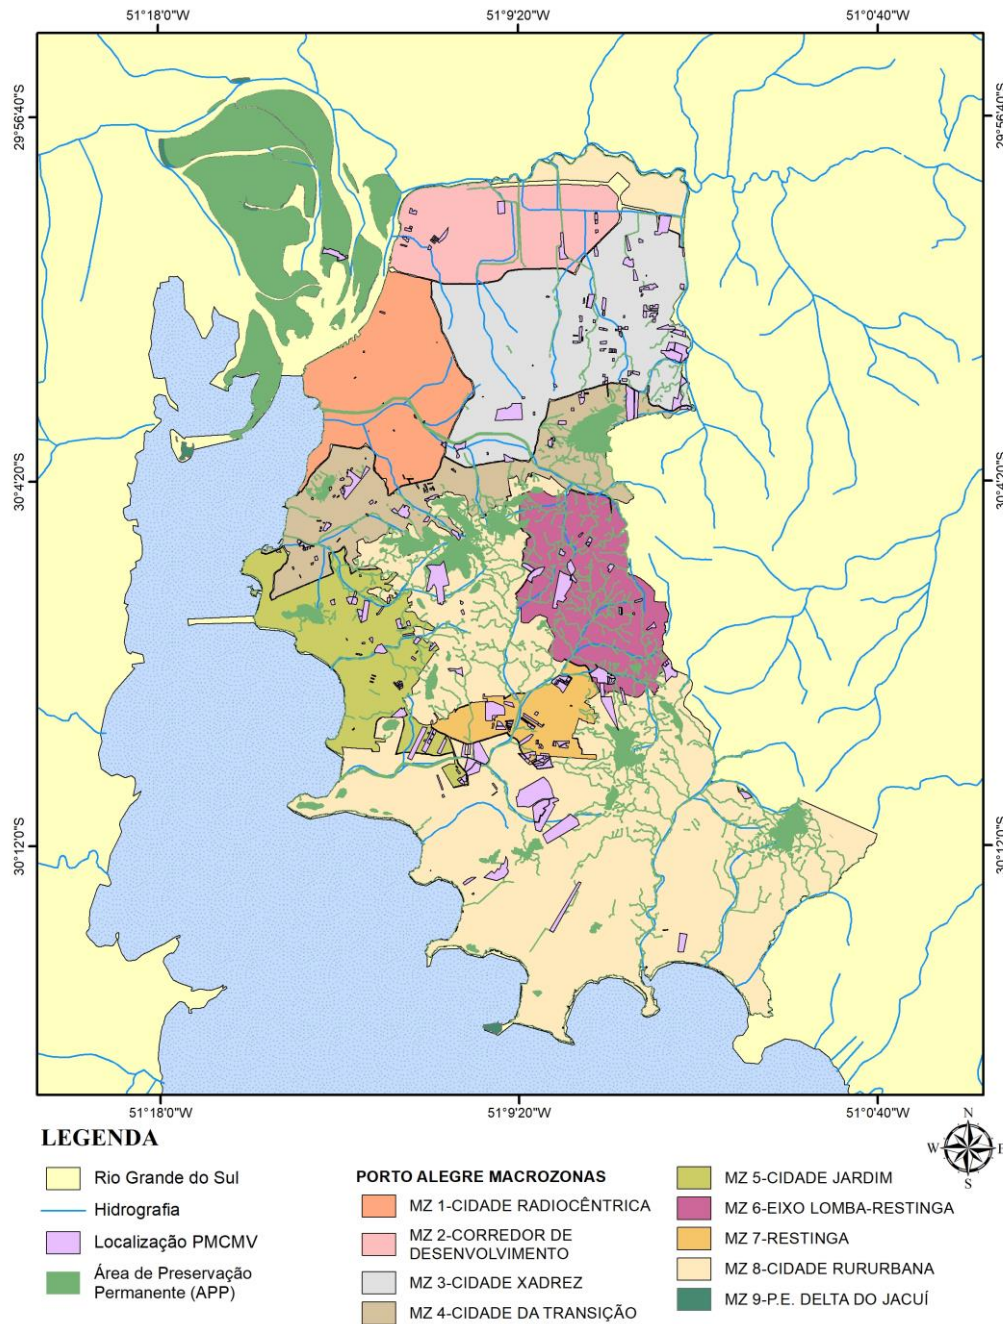 51°18'0"W
51°9'20"W
51°0'40"W
29°56'40"S
29°56'40"S
30°4'20"S
30°4'20"S
30°12'0"S
30°12'0"S
51°18'0"W
51°9'20"W
51°0'40"W
LEGENDA
N
W
E
S
Rio Grande do Sul
Hidrografia
Localização PMCMV
Área de Preservação
Permanente (APP)
PORTO ALEGRE MACROZONAS
MZ 1-CIDADE RADIOCÊNTRICA
MZ 2-CORREDOR DE
DESENVOLVIMENTO
MZ 3-CIDADE XADREZ
MZ 4-CIDADE DA TRANSIÇÃO
MZ 5-CIDADE JARDIM
MZ 6-EIXO LOMBA-RESTINGA
MZ 7-RESTINGA
MZ 8-CIDADE RURURBANA
MZ 9-P.E. DELTA DO JACUÍ